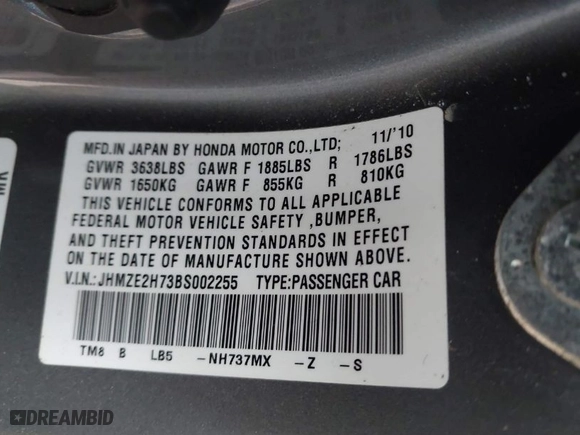 MFD.IN JAPAN BY HONDA MOTOR CO.,LTD; 11/'10
GVWR 3638LBS GAWR F 1885LBS R 1786LBS
GVWR 1650KG GAWR F 855KG R 810KG
THIS VEHICLE CONFORMS TO ALL APPLICABLE
FEDERAL MOTOR VEHICLE SAFETY ,BUMPER,
AND THEFT PREVENTION STANDARDS IN EFFECT
ON THE DATE OF MANUFACTURE SHOWN ABOVE.
V.I.N.: JHMZE2H73BS002255 TYPE:PASSENGER CAR
TM8 B LB5 -NH737MX -Z -S
DREAMBID